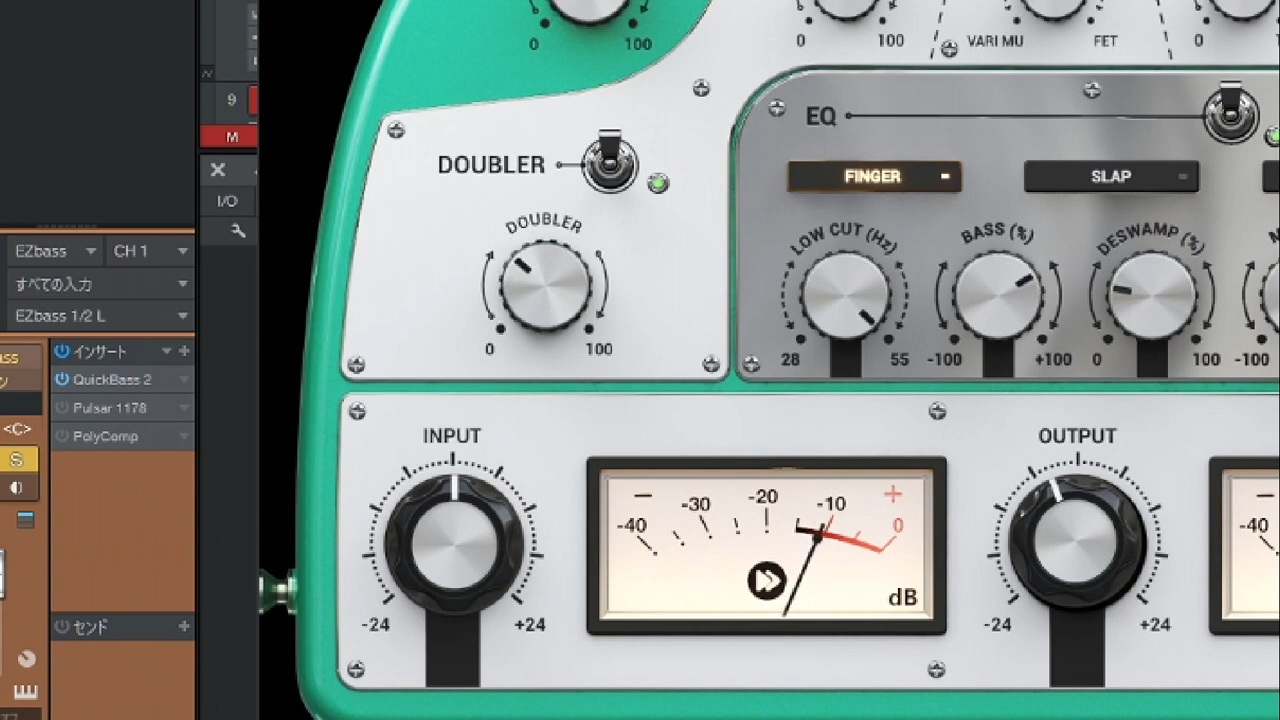 9
M
I/O
EZbass CH 1
すべての入力
EZbass 1/2 L
インサート
QuickBass 2
Pulsar 1178
PolyComp
<C>
S
センド
0 100
0 100
VARI MU FET
0
DOUBLER
DOUBLER
0 100
EQ
FINGER SLAP
LOW CUT (Hz) BASS (%) DESWAMP (%)
28 55 -100 +100 0 100 -100
INPUT
-24 +24
− -40 -30 -20 -10 0 +
dB
OUTPUT
-24 +24
− -40